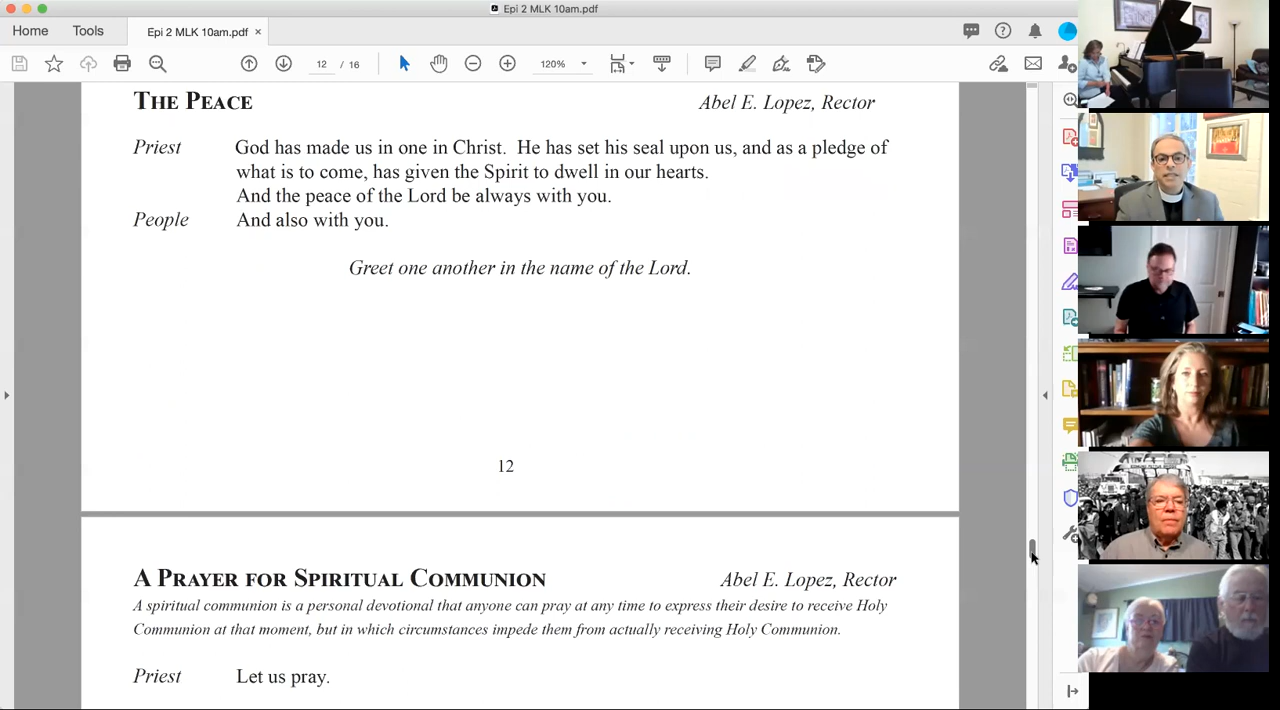 Epi 2 MLK 10am.pdf
Home Tools Epi 2 MLK 10am.pdf ×
12 / 16 120%
THE PEACE Abel E. Lopez, Rector
Priest God has made us in one in Christ. He has set his seal upon us, and as a pledge of
what is to come, has given the Spirit to dwell in our hearts.
And the peace of the Lord be always with you.
People And also with you.
Greet one another in the name of the Lord.
12
A PRAYER FOR SPIRITUAL COMMUNION Abel E. Lopez, Rector
A spiritual communion is a personal devotional that anyone can pray at any time to express their desire to receive Holy
Communion at that moment, but in which circumstances impede them from actually receiving Holy Communion.
Priest Let us pray.